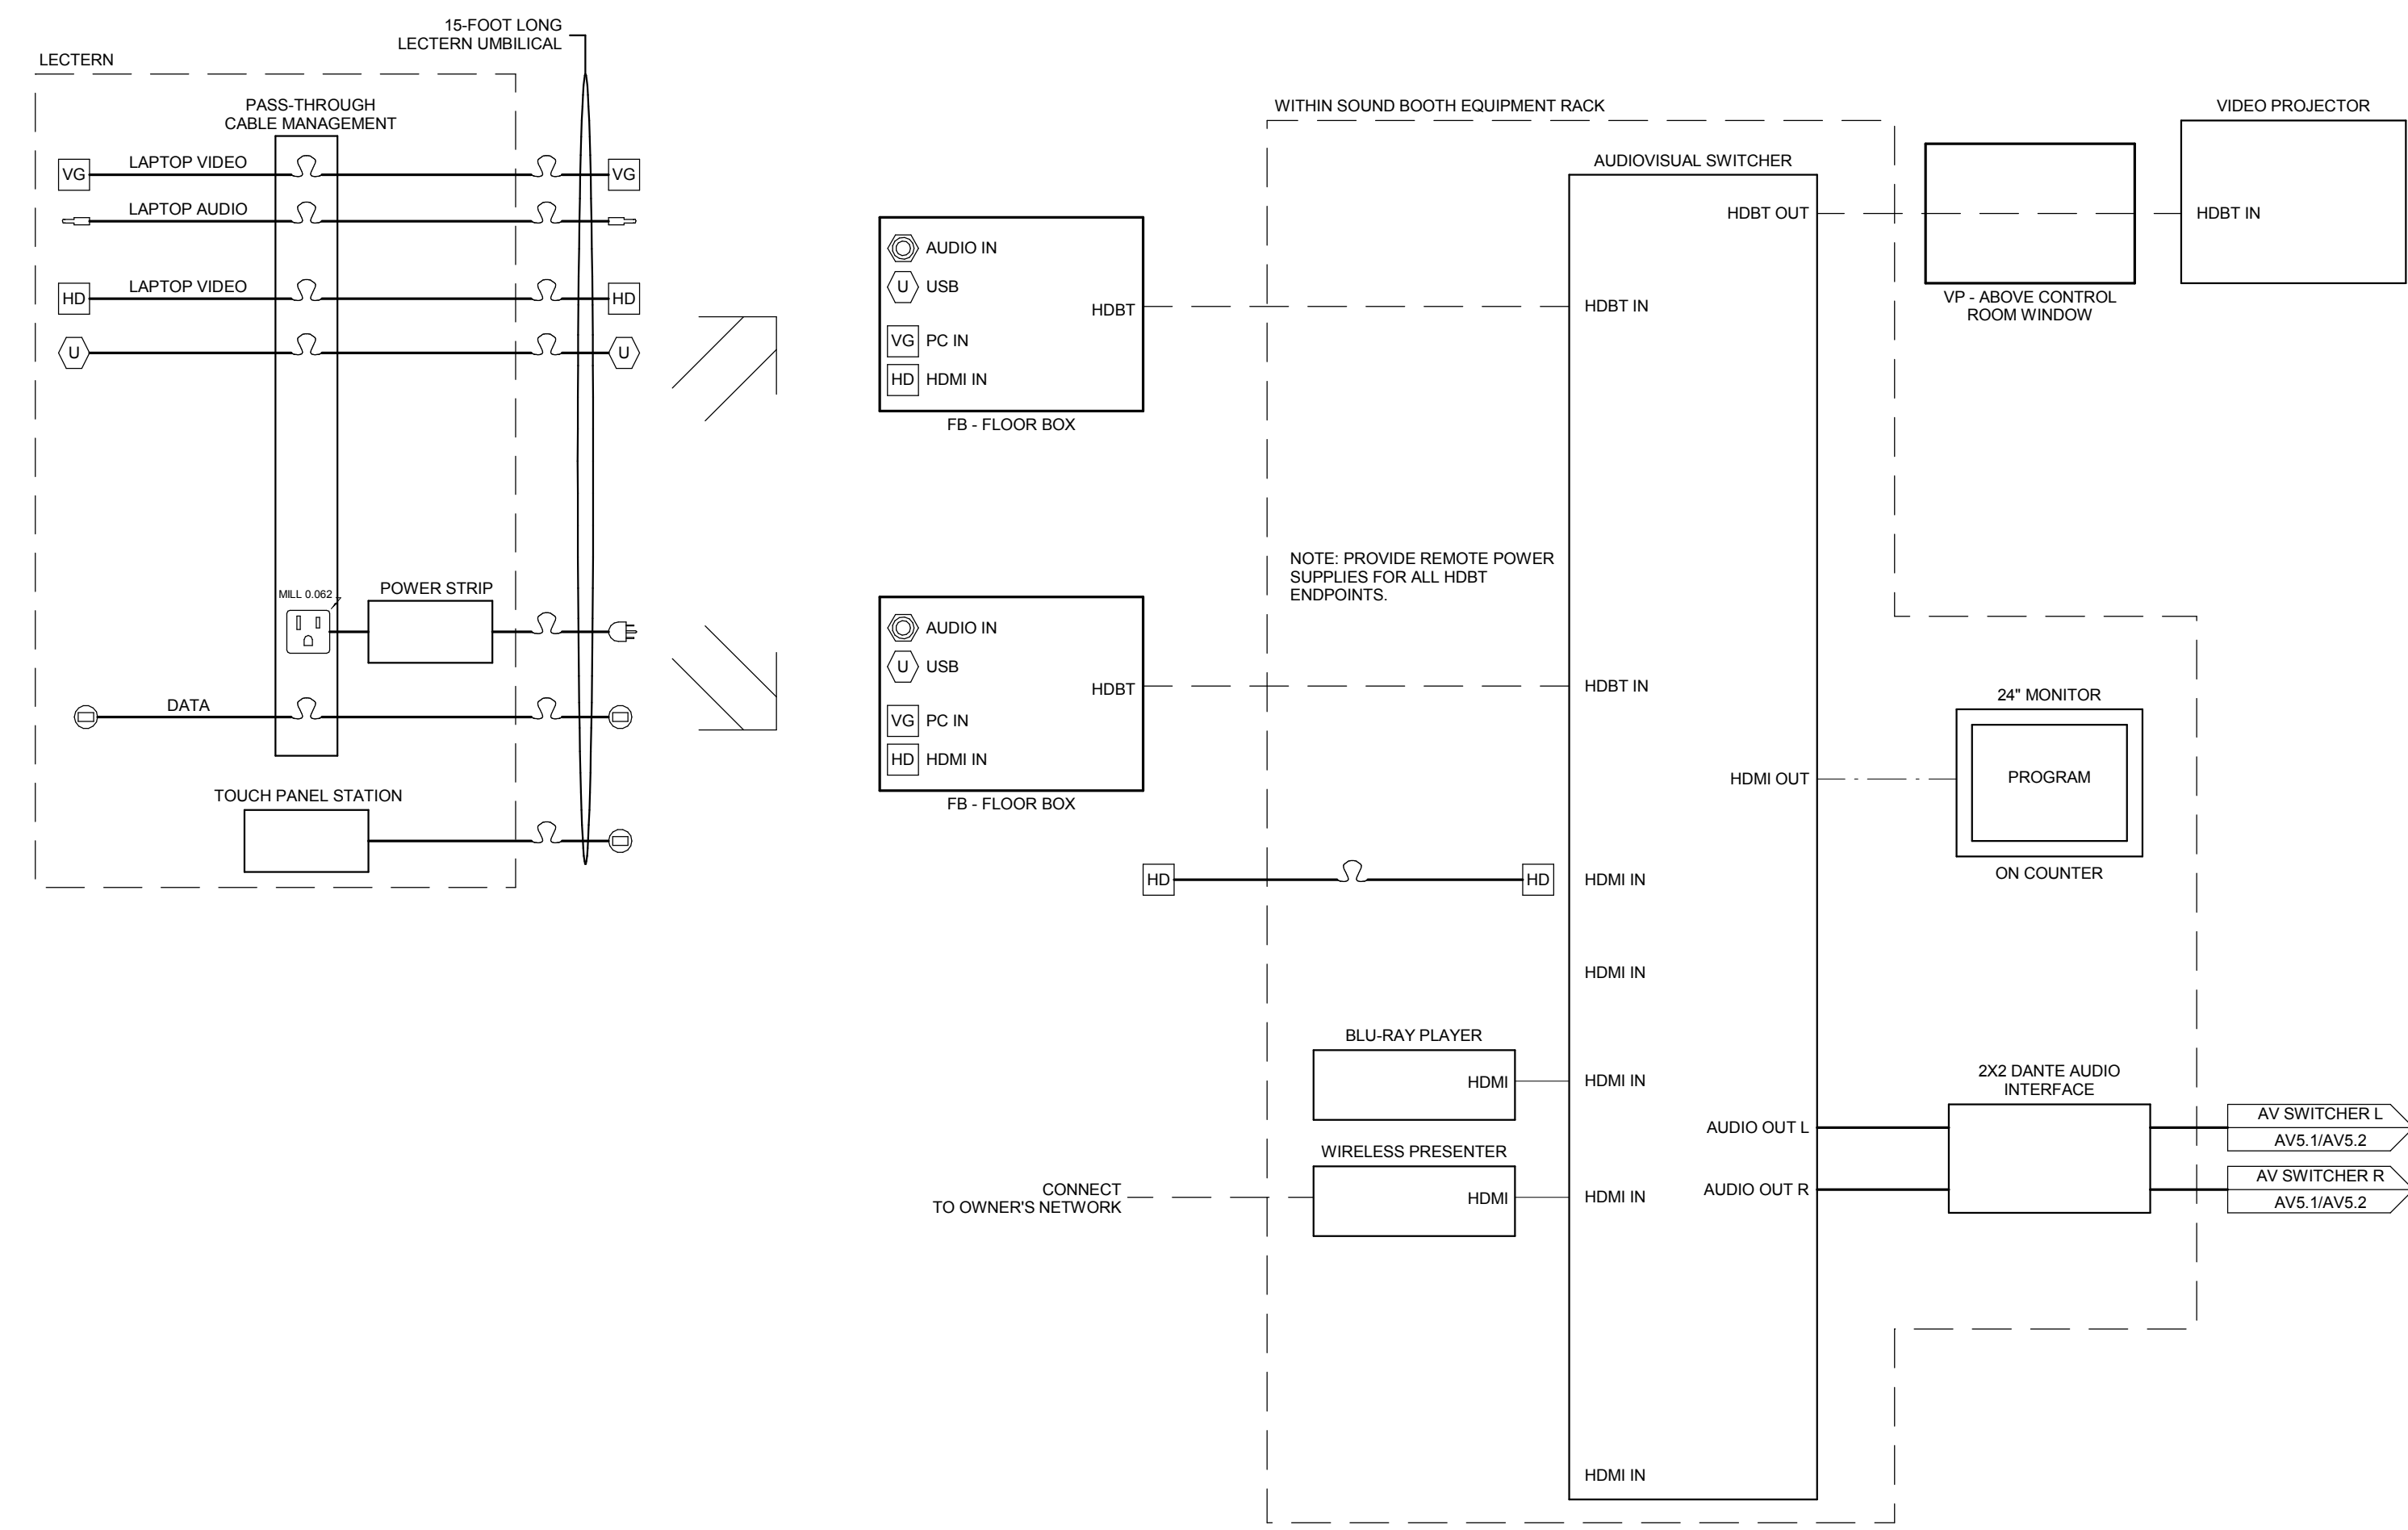 15-FOOT LONG
LECTERN UMBILICAL
LECTERN
PASS-THROUGH
CABLE MANAGEMENT
VG
LAPTOP VIDEO
VG
LAPTOP AUDIO
HD
LAPTOP VIDEO
HD
U
U
MILL 0.062
POWER STRIP
DATA
TOUCH PANEL STATION
AUDIO IN
U USB
HDBT
VG PC IN
HD HDMI IN
FB - FLOOR BOX
AUDIO IN
U USB
HDBT
VG PC IN
HD HDMI IN
FB - FLOOR BOX
WITHIN SOUND BOOTH EQUIPMENT RACK
AUDIOVISUAL SWITCHER
HDBT OUT
HDBT IN
NOTE: PROVIDE REMOTE POWER
SUPPLIES FOR ALL HDBT
ENDPOINTS.
HDBT IN
HDMI OUT
HD
HD
HDMI IN
HDMI IN
BLU-RAY PLAYER
HDMI
HDMI IN
AUDIO OUT L
WIRELESS PRESENTER
CONNECT
TO OWNER'S NETWORK
HDMI
HDMI IN
AUDIO OUT R
HDMI IN
VIDEO PROJECTOR
HDBT IN
VP - ABOVE CONTROL
ROOM WINDOW
24" MONITOR
PROGRAM
ON COUNTER
2X2 DANTE AUDIO
INTERFACE
AV SWITCHER L
AV5.1/AV5.2
AV SWITCHER R
AV5.1/AV5.2